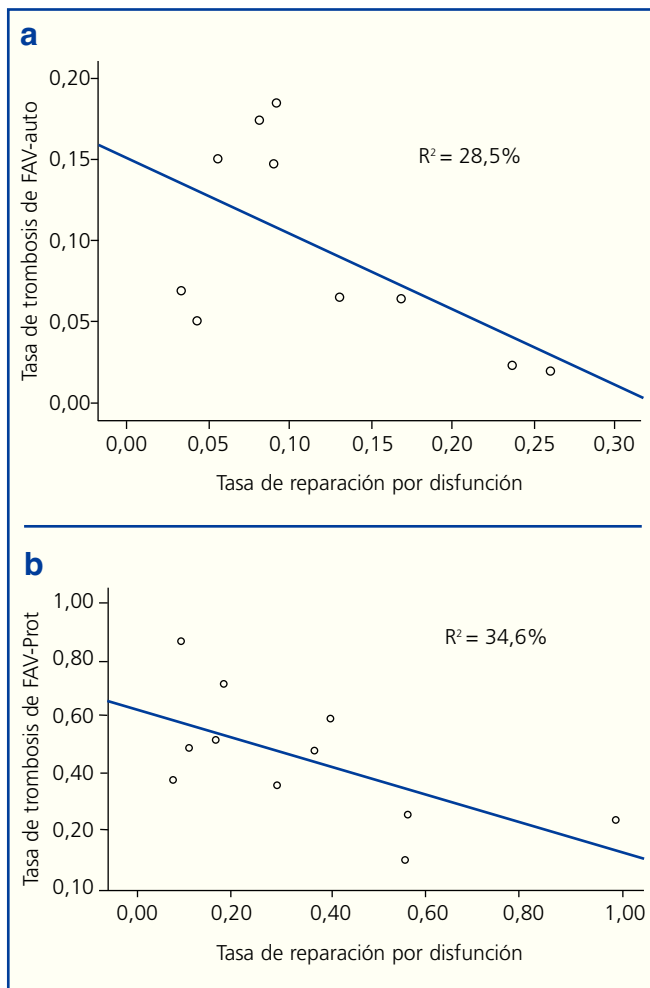 a
Tasa de trombosis de FAV-auto
0,20
0,15
0,10
0,05
0,00
R² = 28,5%
0,00 0,05 0,10 0,15 0,20 0,25 0,30
Tasa de reparación por disfunción
b
Tasa de trombosis de FAV-Prot
1,00
0,80
0,60
0,40
0,20
0,10
R² = 34,6%
0,00 0,20 0,40 0,60 0,80 1,00
Tasa de reparación por disfunción